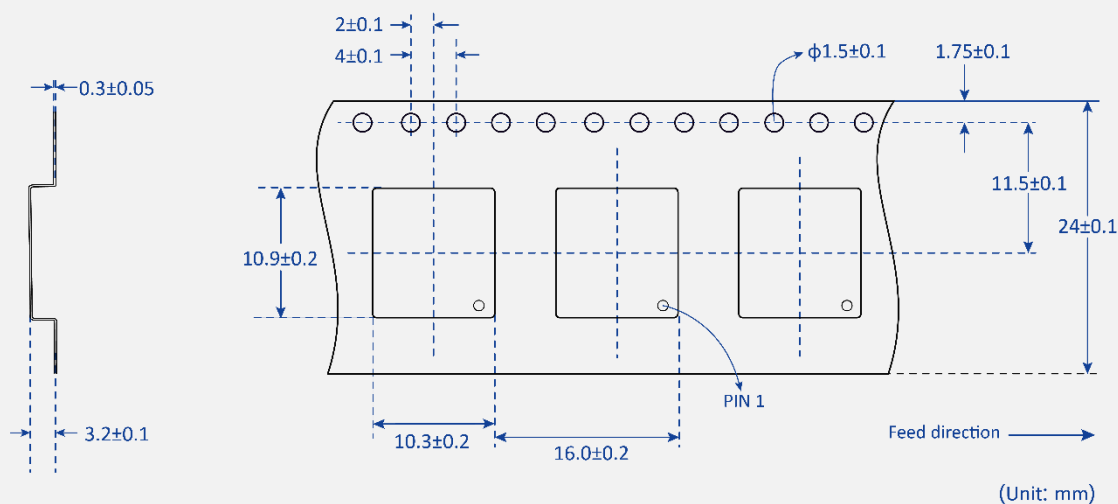 2±0.1
4±0.1
ϕ1.5±0.1
1.75±0.1
0.3±0.05
11.5±0.1
24±0.1
10.9±0.2
PIN 1
3.2±0.1
10.3±0.2
16.0±0.2
Feed direction
(Unit: mm)